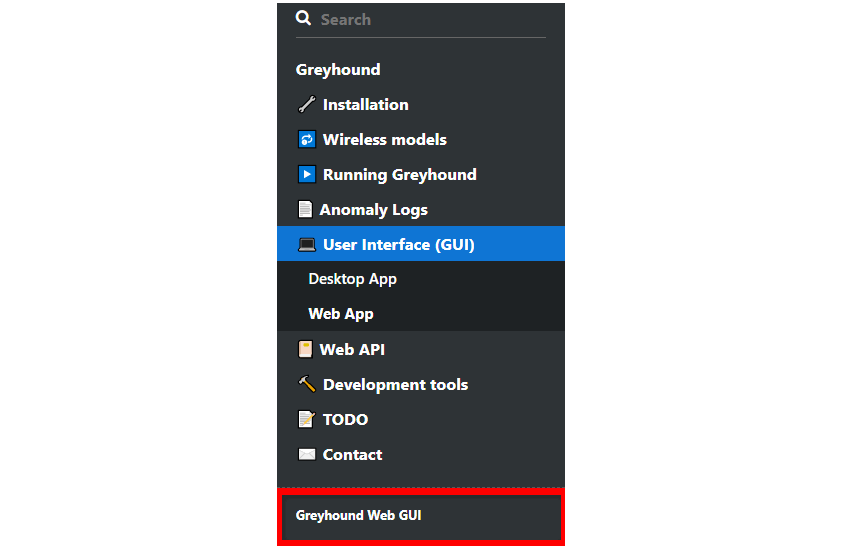 Search
Greyhound
Installation
Wireless models
Running Greyhound
Anomaly Logs
User Interface (GUI)
Desktop App
Web App
Web API
Development tools
TODO
Contact
Greyhound Web GUI